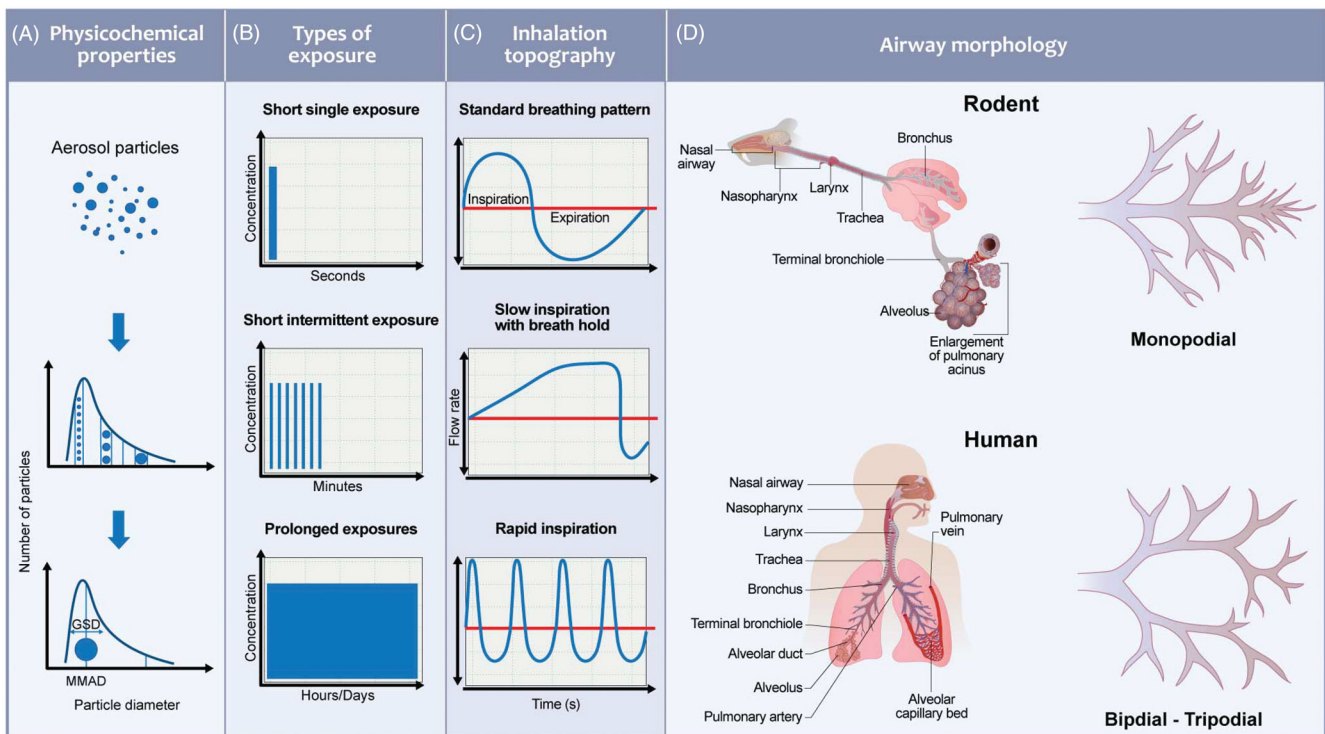 (A) Physicochemical
properties
(B) Types of
exposure
(C) Inhalation
topography
(D)
Airway morphology
Aerosol particles
Number of particles
GSD
MMAD
Particle diameter
Short single exposure
Concentration
Seconds
Short intermittent exposure
Concentration
Minutes
Prolonged exposures
Concentration
Hours/Days
Standard breathing pattern
Inspiration
Expiration
Slow inspiration
with breath hold
Flow rate
Rapid inspiration
Time (s)
Rodent
Nasal
airway
Nasopharynx
Larynx
Trachea
Bronchus
Terminal bronchiole
Alveolus
Enlargement
of pulmonary
acinus
Monopodial
Human
Nasal airway
Nasopharynx
Larynx
Trachea
Bronchus
Terminal bronchiole
Alveolar duct
Alveolus
Pulmonary artery
Pulmonary
vein
Alveolar
capillary bed
Bipdial - Tripodial